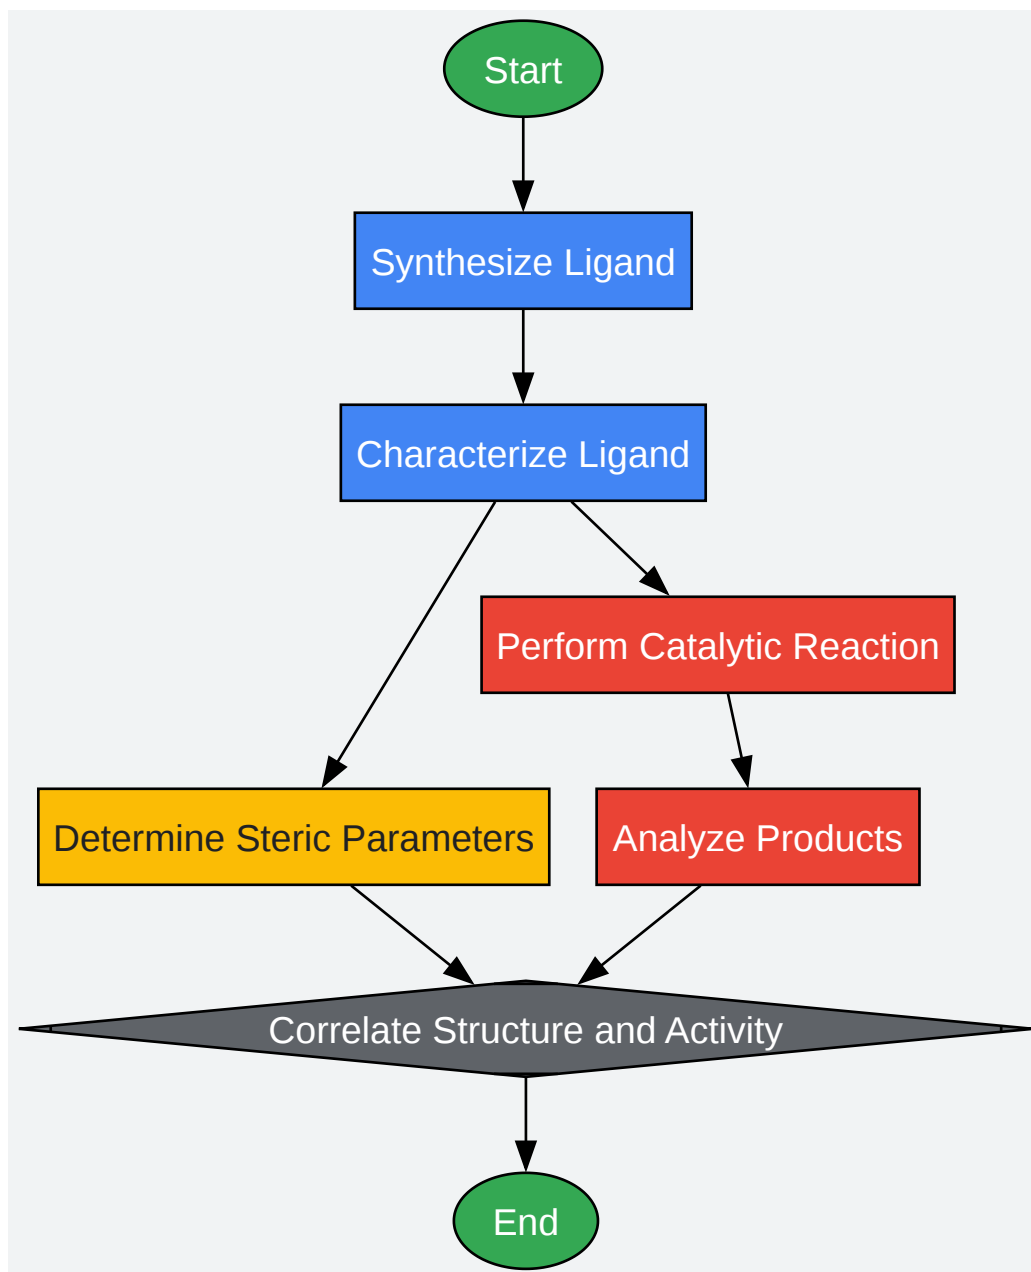 Start
Synthesize Ligand
Characterize Ligand
Perform Catalytic Reaction
Determine Steric Parameters
Analyze Products
Correlate Structure and Activity
End